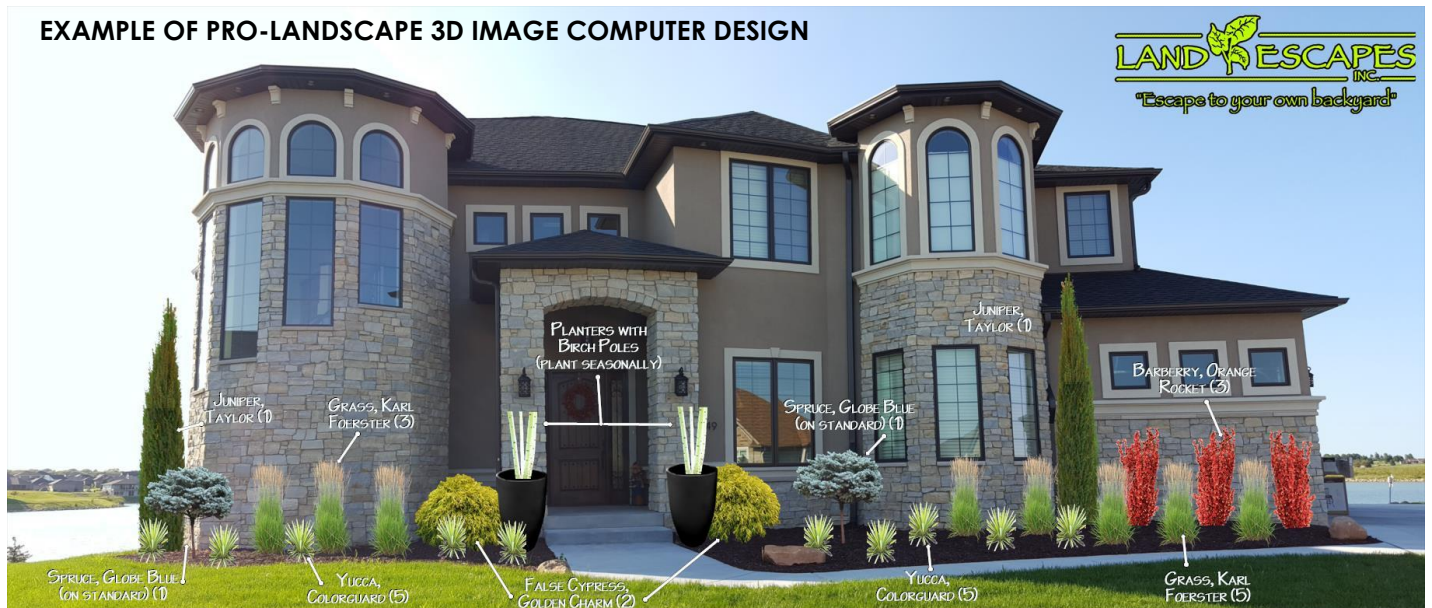 EXAMPLE OF PRO-LANDSCAPE 3D IMAGE COMPUTER DESIGN
LAND ESCAPES
INC.
"Escape to your own backyard"
JUNIPER,
TAYLOR (1)
PLANTERS WITH
BIRCH POLES
(PLANT SEASONALLY)
BARBERRY, ORANGE
ROCKET (3)
JUNIPER,
TAYLOR (1)
GRASS, KARL
FOERSTER (3)
SPRUCE, GLOBE BLUE
(ON STANDARD) (1)
49
SPRUCE, GLOBE BLUE
(ON STANDARD) (1)
YUCCA,
COLORGUARD (5)
FALSE CYPRESS,
GOLDEN CHARM (2)
YUCCA,
COLORGUARD (5)
GRASS, KARL
FOERSTER (5)